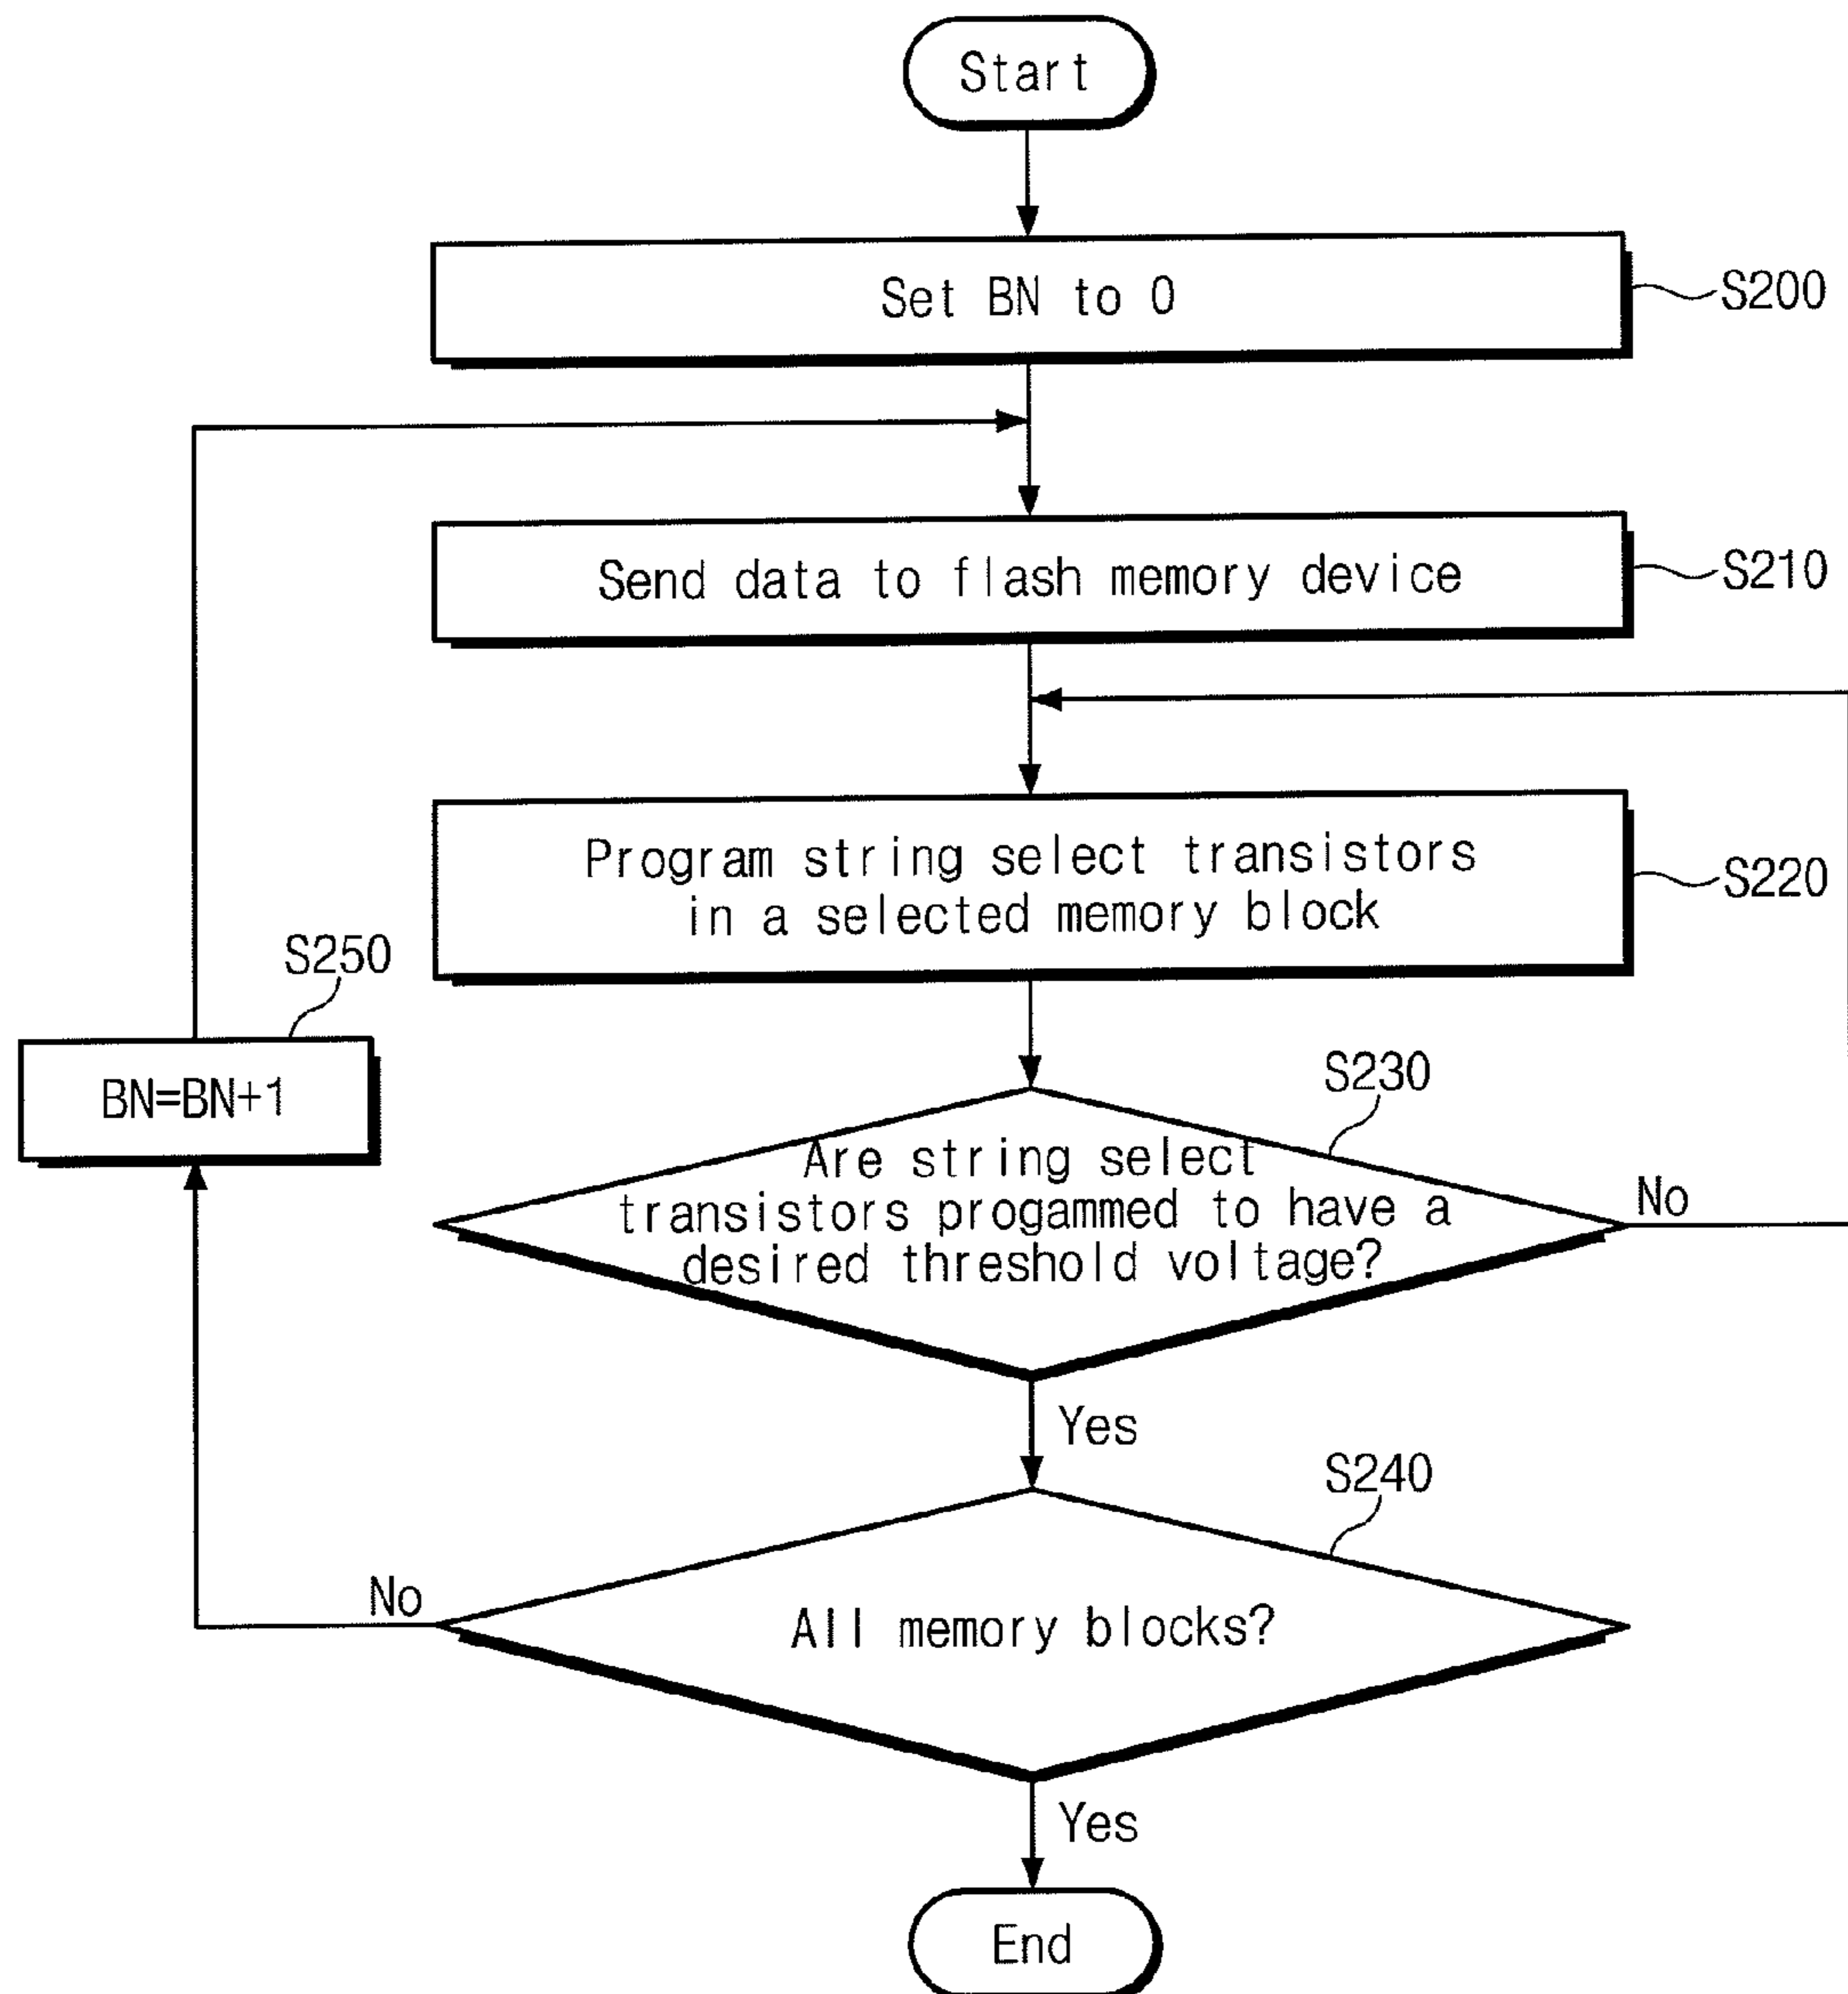 Start
Set BN to 0
S200
Send data to flash memory device
S210
Program string select transistors
in a selected memory block
S220
S250
BN=BN+1
S230
Are string select
transistors progammed to have a
desired threshold voltage?
No
Yes
S240
No
All memory blocks?
Yes
End